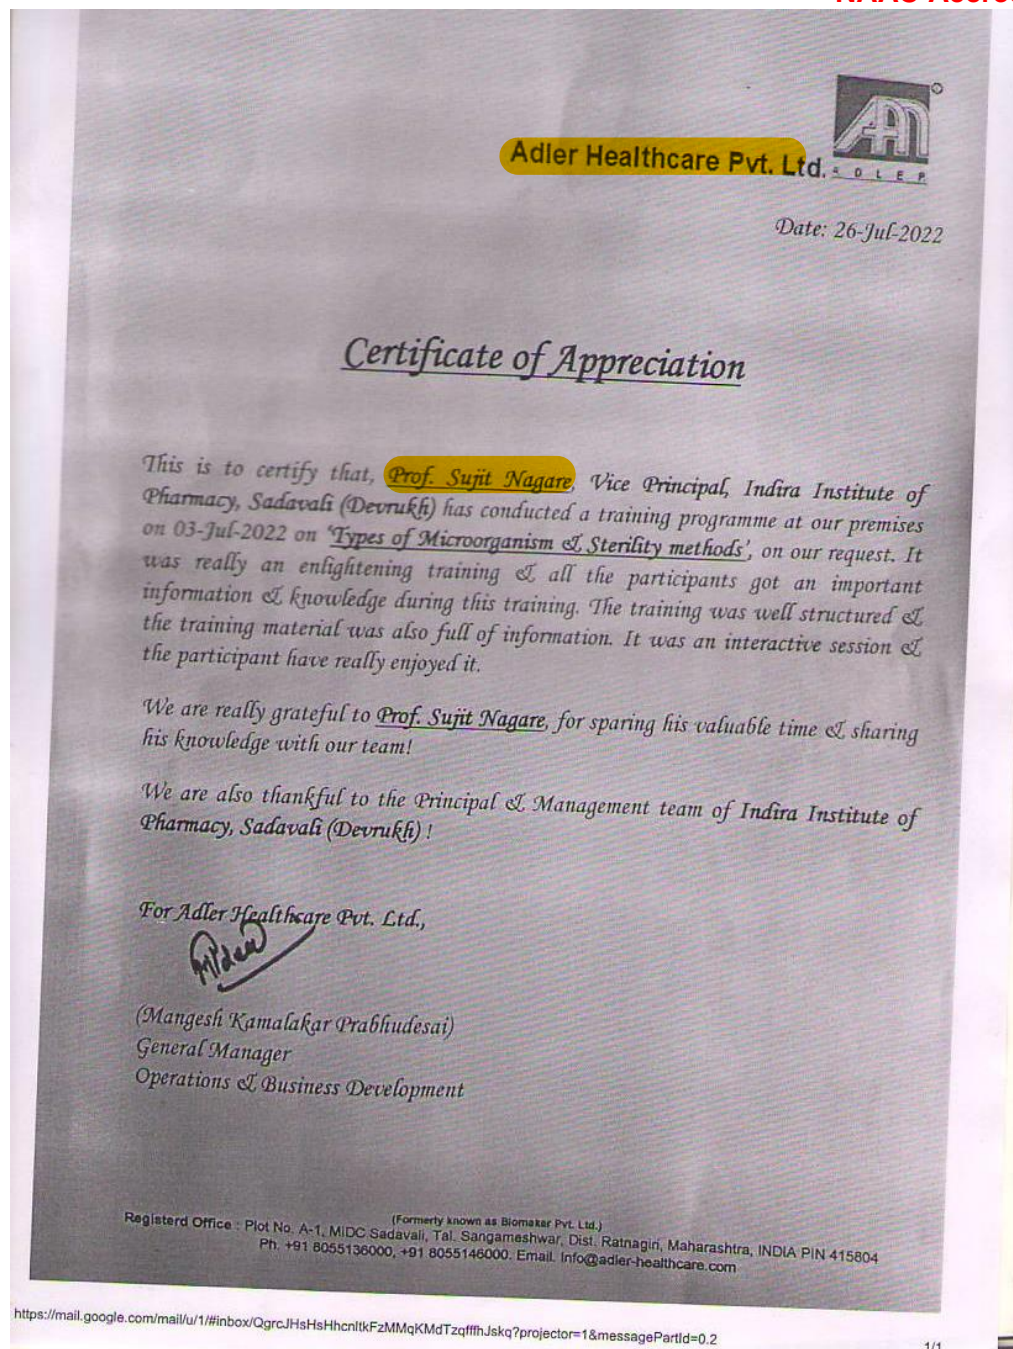 Adler Healthcare Pvt. Ltd.
ADLER
Date: 26-Jul-2022
Certificate of Appreciation
This is to certify that, Prof. Sujit Nagare, Vice Principal, Indira Institute of
Pharmacy, Sadavali (Devrukh) has conducted a training programme at our premises
on 03-Jul-2022 on 'Types of Microorganism & Sterility methods', on our request. It
was really an enlightening training & all the participants got an important
information & knowledge during this training. The training was well structured &
the training material was also full of information. It was an interactive session &
the participant have really enjoyed it.
We are really grateful to Prof. Sujit Nagare, for sparing his valuable time & sharing
his knowledge with our team!
We are also thankful to the Principal & Management team of Indira Institute of
Pharmacy, Sadavali (Devrukh) !
For Adler Healthcare Pvt. Ltd.,
(Mangesh Kamalakar Prabhudesai)
General Manager
Operations & Business Development
(Formerly known as Biomaker Pvt. Ltd.)
Registerd Office : Plot No. A-1, MIDC Sadavali, Tal. Sangameshwar, Dist. Ratnagiri, Maharashtra, INDIA PIN 415804
Ph. +91 8055136000, +91 8055146000. Email. Info@adler-healthcare.com
https://mail.google.com/mail/u/1/#inbox/QgrcJHsHsHhcnltkFzMMqKMdTzqfffhJskq?projector=1&messagePartId=0.2
1/1